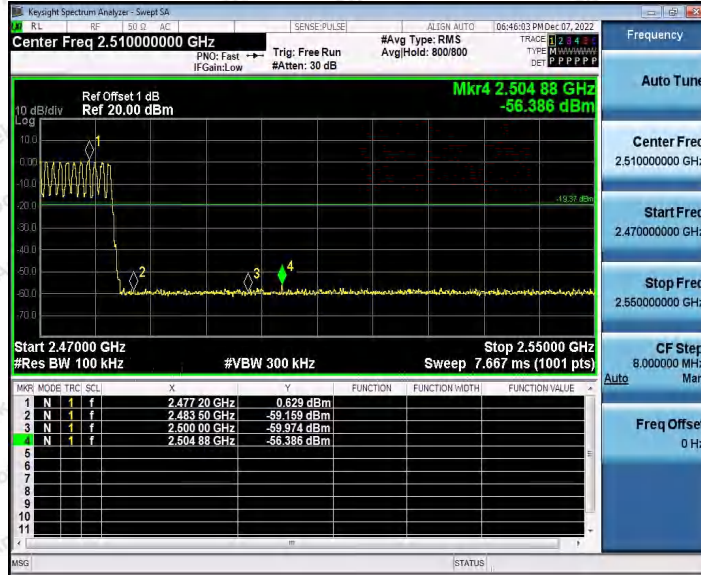 Keysight Spectrum Analyzer - Swept SA
RL RF 50 Ω AC SENSE:PULSE ALIGN AUTO 06:46:03 PM Dec 07, 2022
Center Freq 2.510000000 GHz
PNO: Fast
IFGain:Low
Trig: Free Run
#Atten: 30 dB
#Avg Type: RMS
Avg|Hold: 800/800
TRACE 1 2 3 4 5 6
TYPE M W W W W W
DET P P P P P P
Frequency
Auto Tune
Center Freq
2.510000000 GHz
Start Freq
2.470000000 GHz
Stop Freq
2.550000000 GHz
CF Step
8.000000 MHz
Auto Man
Freq Offset
0 Hz
Mkr4 2.504 88 GHz
-56.386 dBm
Ref Offset 1 dB
10 dB/div Ref 20.00 dBm
Log
10.0
0.00
-10.0
-20.0
-30.0
-40.0
-50.0
-60.0
-70.0
1
2
3
4
-19.37 dBm
Start 2.47000 GHz Stop 2.55000 GHz
#Res BW 100 kHz #VBW 300 kHz Sweep 7.667 ms (1001 pts)
MKR MODE TRC SCL X Y FUNCTION FUNCTION WIDTH FUNCTION VALUE
1 N 1 f 2.477 20 GHz 0.629 dBm
2 N 1 f 2.483 50 GHz -59.159 dBm
3 N 1 f 2.500 00 GHz -59.974 dBm
4 N 1 f 2.504 88 GHz -56.386 dBm
5
6
7
8
9
10
11
MSG STATUS